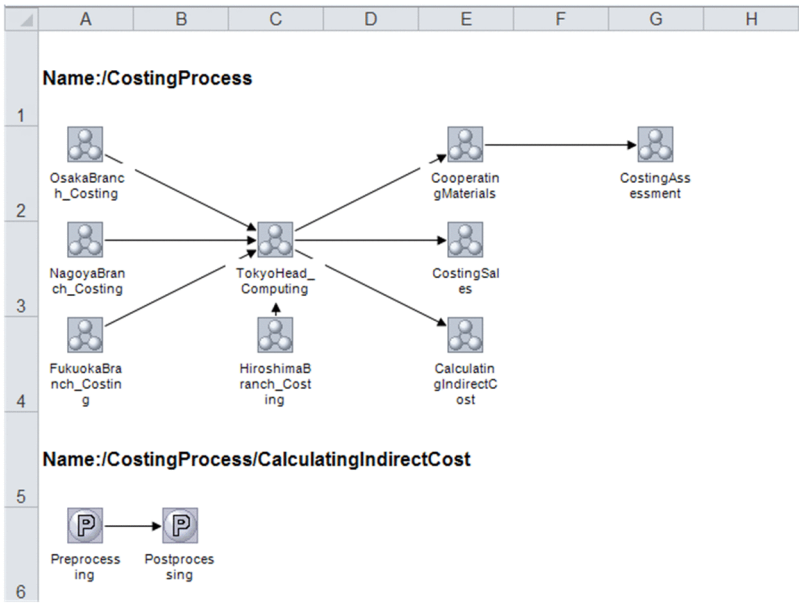 A B C D E F G H
Name:/CostingProcess
1
OsakaBranc
h_Costing
Cooperatin
gMaterials
CostingAss
essment
2
NagoyaBran
ch_Costing
TokyoHead_
Computing
CostingSal
es
3
FukuokaBra
nch_Costin
g
HiroshimaB
ranch_Cost
ing
Calculatin
gIndirectC
ost
4
Name:/CostingProcess/CalculatingIndirectCost
5
P
P
Preprocess
ing
Postproces
sing
6